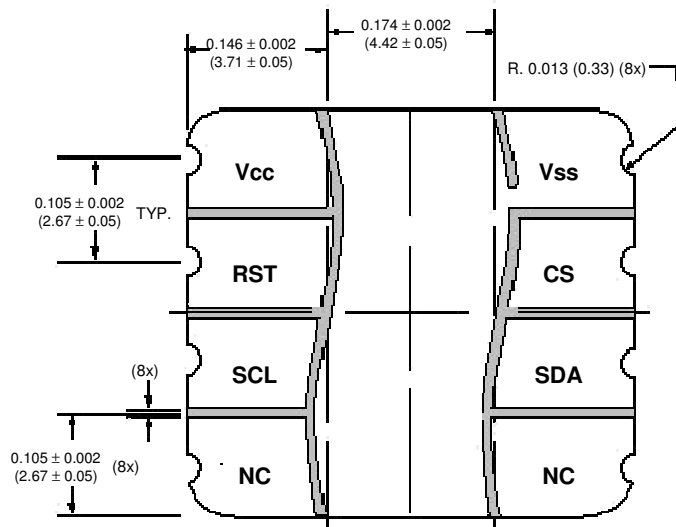 0.146 ± 0.002
(3.71 ± 0.05)
0.174 ± 0.002
(4.42 ± 0.05)
R. 0.013 (0.33) (8x)
Vcc
Vss
0.105 ± 0.002
(2.67 ± 0.05)
TYP.
RST
CS
SCL
SDA
(8x)
0.105 ± 0.002
(2.67 ± 0.05)
(8x)
NC
NC